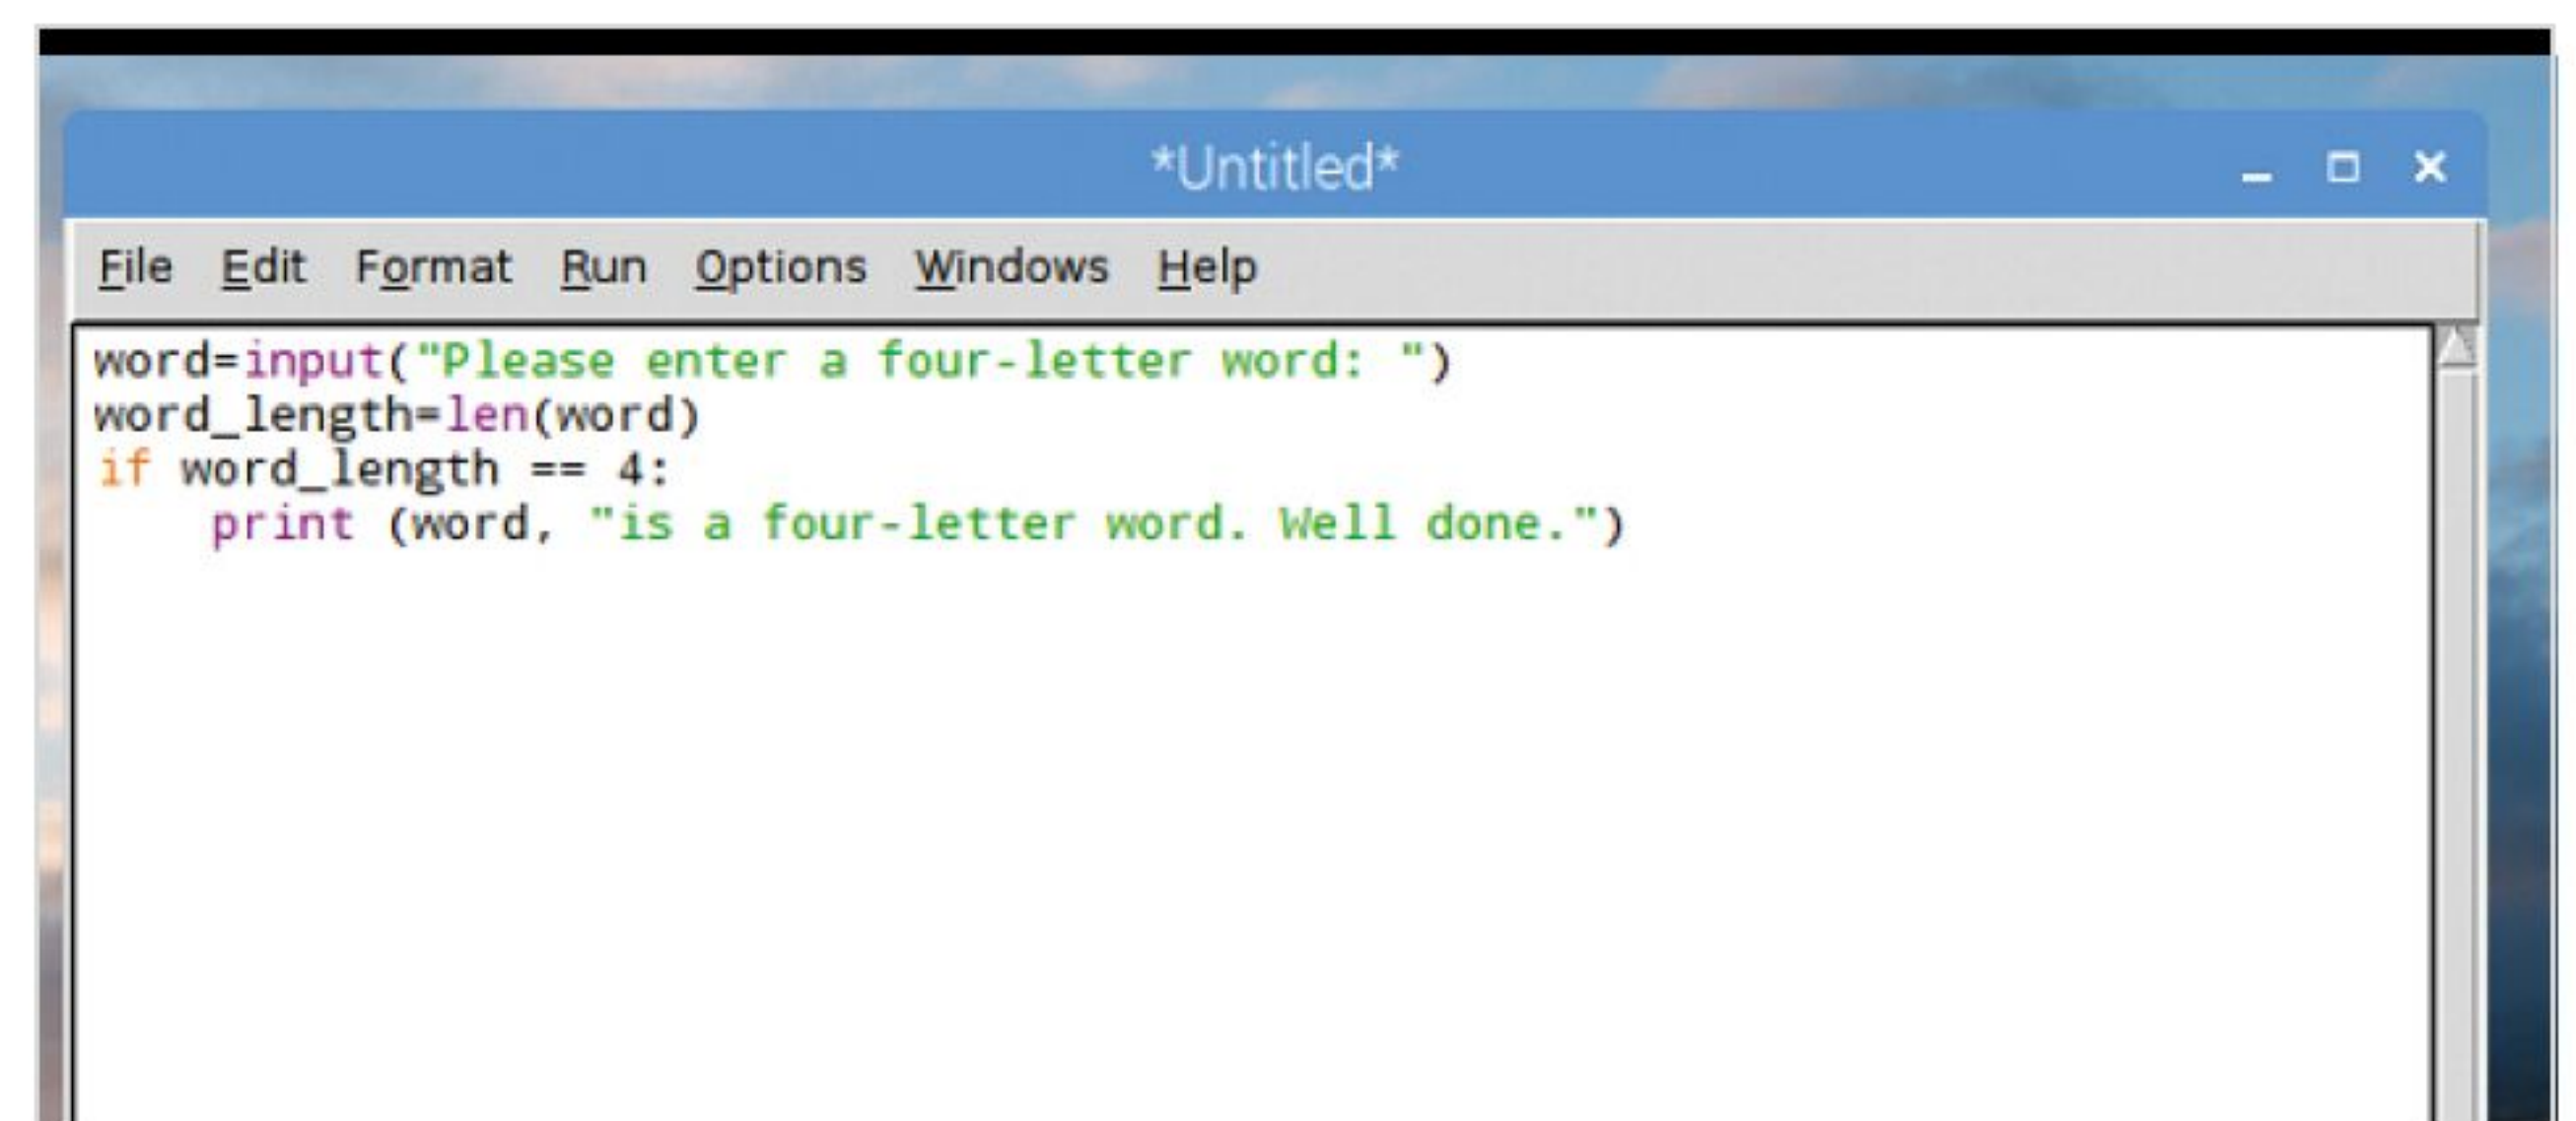 *Untitled*
File Edit Format Run Options Windows Help
word=input("Please enter a four-letter word: ")
word_length=len(word)
if word_length == 4:
    print (word, "is a four-letter word. Well done.")